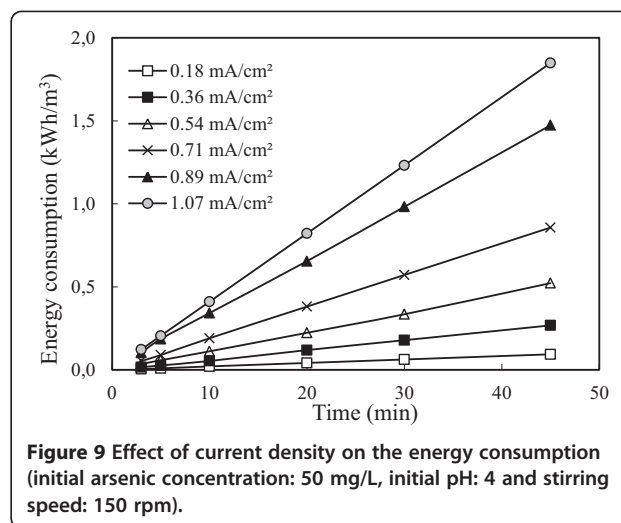 2,0
1,5
1,0
0,5
0,0
Energy consumption (kWh/m³)
0.18 mA/cm²
0.36 mA/cm²
0.54 mA/cm²
0.71 mA/cm²
0.89 mA/cm²
1.07 mA/cm²
0 10 20 30 40 50
Time (min)
Figure 9 Effect of current density on the energy consumption
(initial arsenic concentration: 50 mg/L, initial pH: 4 and stirring
speed: 150 rpm).